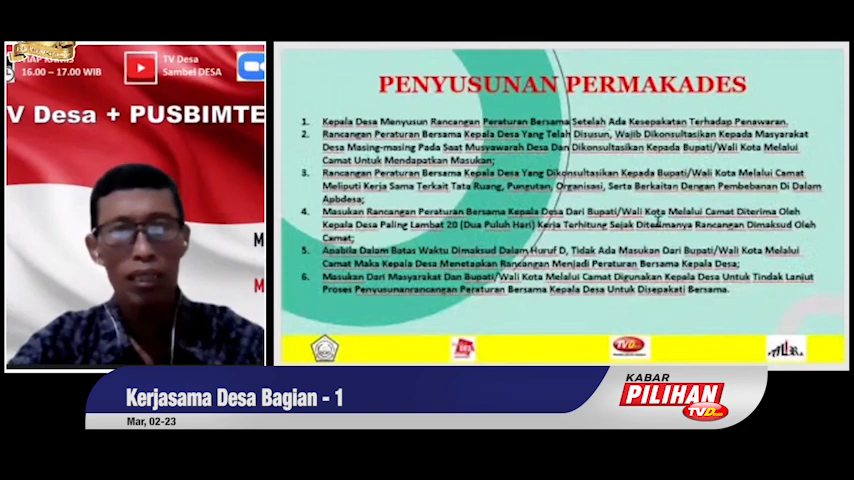 TIAP KAMIS
16.00 - 17.00 WIB
TV Desa
Sambel DESA
V Desa + PUSBIMTE
M
M
PENYUSUNAN PERMAKADES
1. Kepala Desa Menyusun Rancangan Peraturan Bersama Setelah Ada Kesepakatan Terhadap Penawaran.
2. Rancangan Peraturan Bersama Kepala Desa Yang Telah Disusun, Wajib Dikonsultasikan Kepada Masyarakat
Desa Masing-masing Pada Saat Musyawarah Desa Dan Dikonsultasikan Kepada Bupati/Wali Kota Melalui
Camat Untuk Mendapatkan Masukan;
3. Rancangan Peraturan Bersama Kepala Desa Yang Dikonsultasikan Kepada Bupati/Wali Kota Melalui Camat
Meliputi Kerja Sama Terkait Tata Ruang, Pungutan, Organisasi, Serta Berkaitan Dengan Pembebanan Di Dalam
Apbdesa;
4. Masukan Rancangan Peraturan Bersama Kepala Desa Dari Bupati/Wali Kota Melalui Camat Diterima Oleh
Kepala Desa Paling Lambat 20 (Dua Puluh Hari) Kerja Terhitung Sejak Diterimanya Rancangan Dimaksud Oleh
Camat;
5. Apabila Dalam Batas Waktu Dimaksud Dalam Huruf D, Tidak Ada Masukan Dari Bupati/Wali Kota Melalui
Camat Maka Kepala Desa Menetapkan Rancangan Menjadi Peraturan Bersama Kepala Desa;
6. Masukan Dari Masyarakat Dan Bupati/Wali Kota Melalui Camat Digunakan Kepala Desa Untuk Tindak Lanjut
Proses Penyusunanrancangan Peraturan Bersama Kepala Desa Untuk Disepakati Bersama.
TVD
Kerjasama Desa Bagian - 1
Mar, 02-23
KABAR
PILIHAN
TVDesa